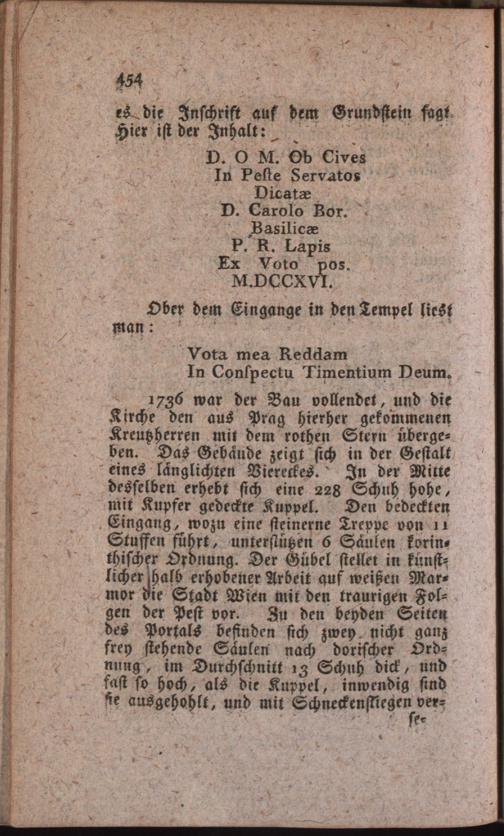 454
es die Inschrift auf dem Grundstein sagt.
Hier ist der Inhalt:
D. O M. Ob Cives
In Peſte Servatos
Dicatæ
D. Carolo Bor.
Basilicæ
P. R. Lapis
Ex Voto pos.
M.DCCXVI.
Ober dem Eingange in den Tempel liest
man:
Vota mea Reddam
In Conſpectu Timentium Deum.
1736 war der Bau vollendet, und die
Kirche den aus Prag hierher gekommenen
Kreutzherren mit dem rothen Stern überge=
ben. Das Gebäude zeigt sich in der Gestalt
eines länglichten Viereckes. In der Mitte
desselben erhebt sich eine 228 Schuh hohe,
mit Kupfer gedeckte Kuppel. Den bedeckten
Eingang, wozu eine steinerne Treppe von 11
Stuffen führt, unterstützen 6 Säulen korin=
thischer Ordnung. Der Gübel stellet in künst=
licher halb erhobener Arbeit auf weißen Mar=
mor die Stadt Wien mit den traurigen Fol=
gen der Pest vor. Zu den beyden Seiten
des Portals befinden sich zwey nicht ganz
frey stehende Säulen nach dorischer Ord=
nung, im Durchschnitt 13 Schuh dick, und
fast so hoch, als die Kuppel, inwendig sind
sie ausgehohlt, und mit Schneckenstiegen ver=
se=